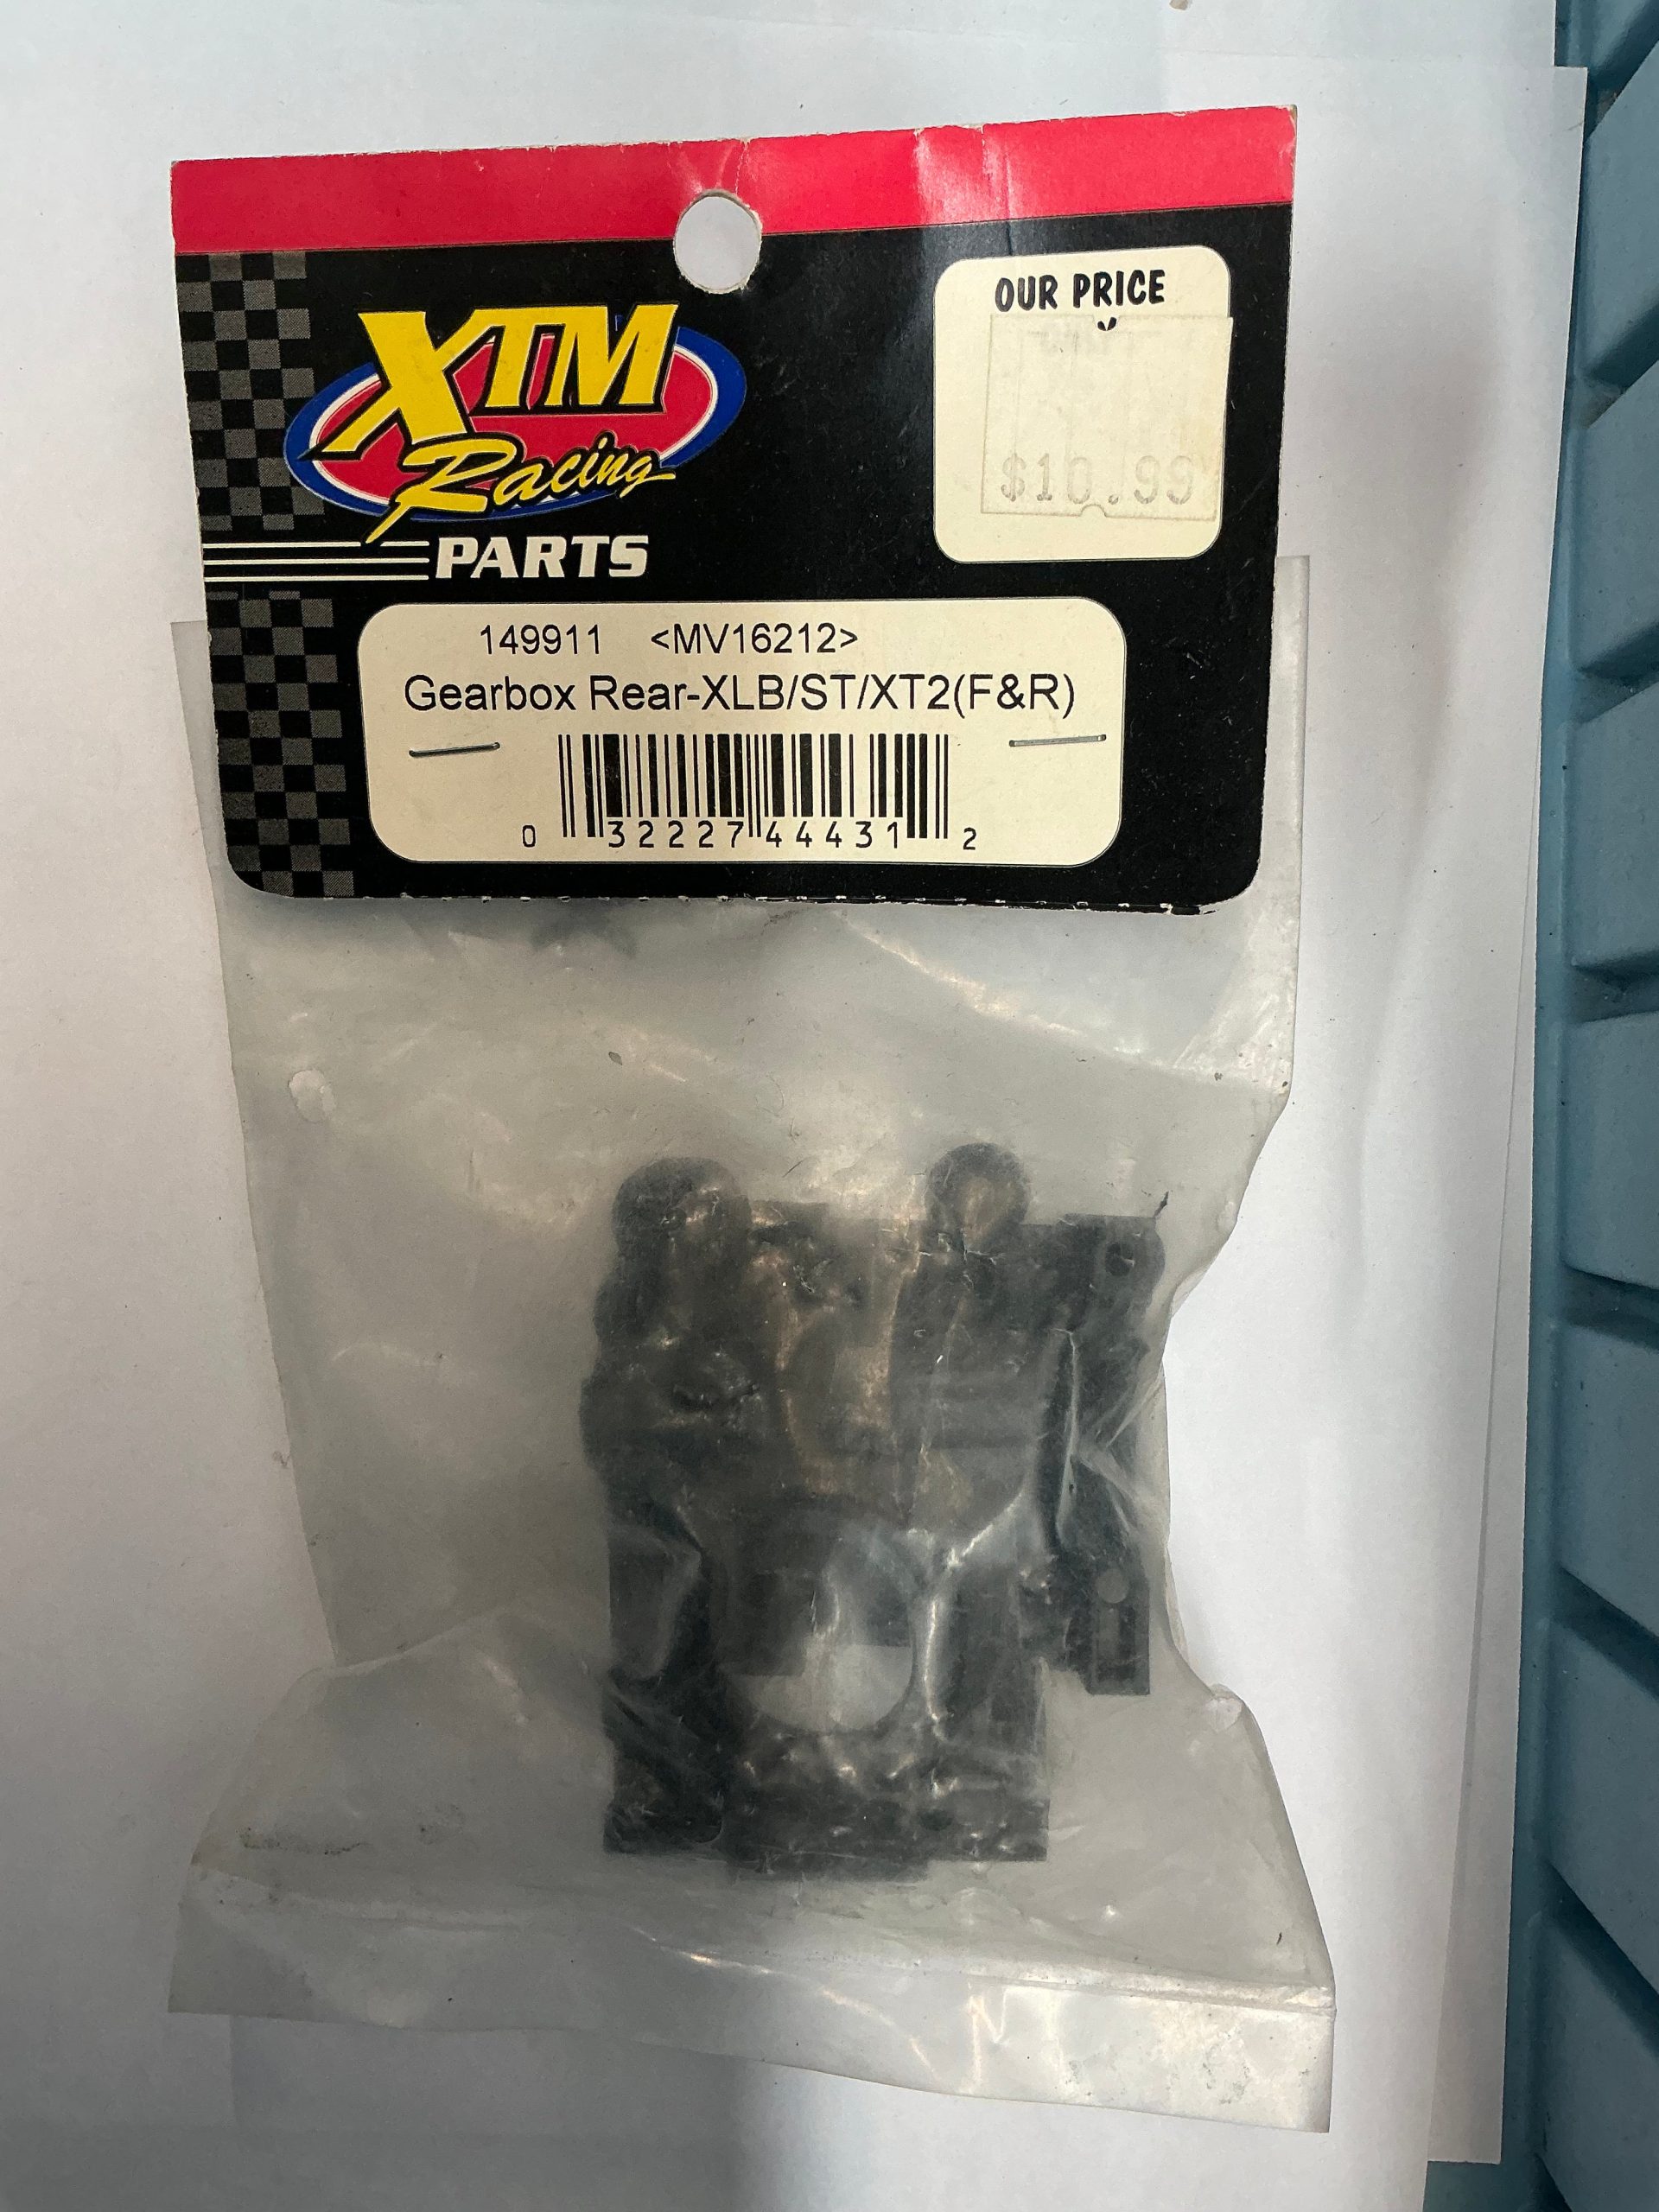 XTM
Racing
PARTS
OUR PRICE
$10.99
149911 <MV16212>
Gearbox Rear-XLB/ST/XT2(F&R)
0 32227 44431 2